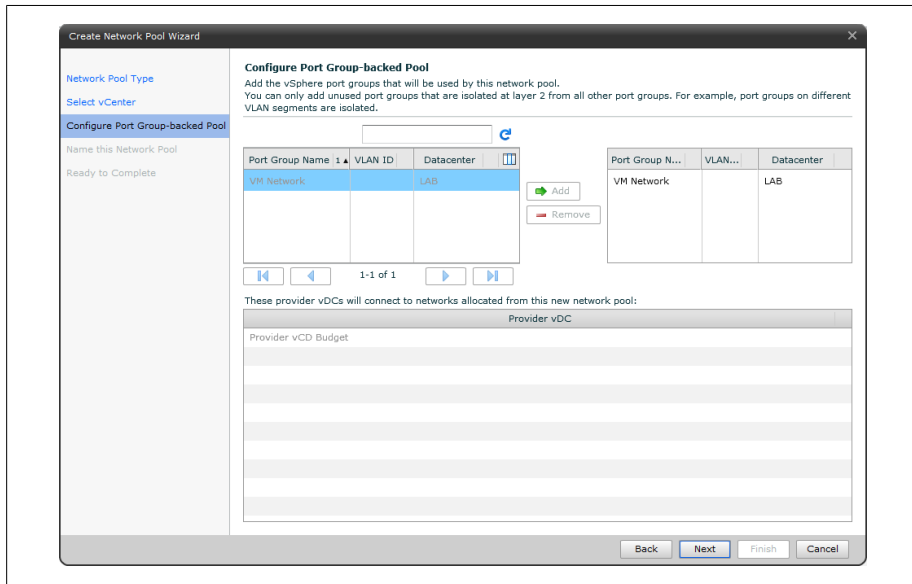 Create Network Pool Wizard
Network Pool Type
Select vCenter
Configure Port Group-backed Pool
Name this Network Pool
Ready to Complete
Configure Port Group-backed Pool
Add the vSphere port groups that will be used by this network pool.
You can only add unused port groups that are isolated at layer 2 from all other port groups. For example, port groups on different
VLAN segments are isolated.
Port Group Name 1 ▲ VLAN ID Datacenter
VM Network LAB
Add
Remove
Port Group N... VLAN... Datacenter
VM Network LAB
1-1 of 1
These provider vDCs will connect to networks allocated from this new network pool:
Provider vDC
Provider vCD Budget
Back Next Finish Cancel